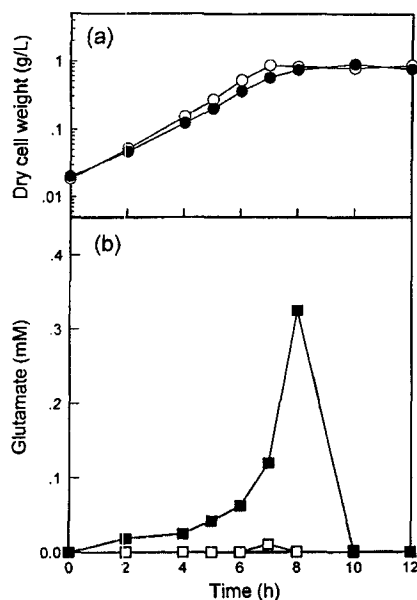 (a)
Dry cell weight (g/L)
1
.1
.01
(b)
Glutamate (mM)
.4
.3
.2
.1
0.0
0 2 4 6 8 10 12
Time (h)